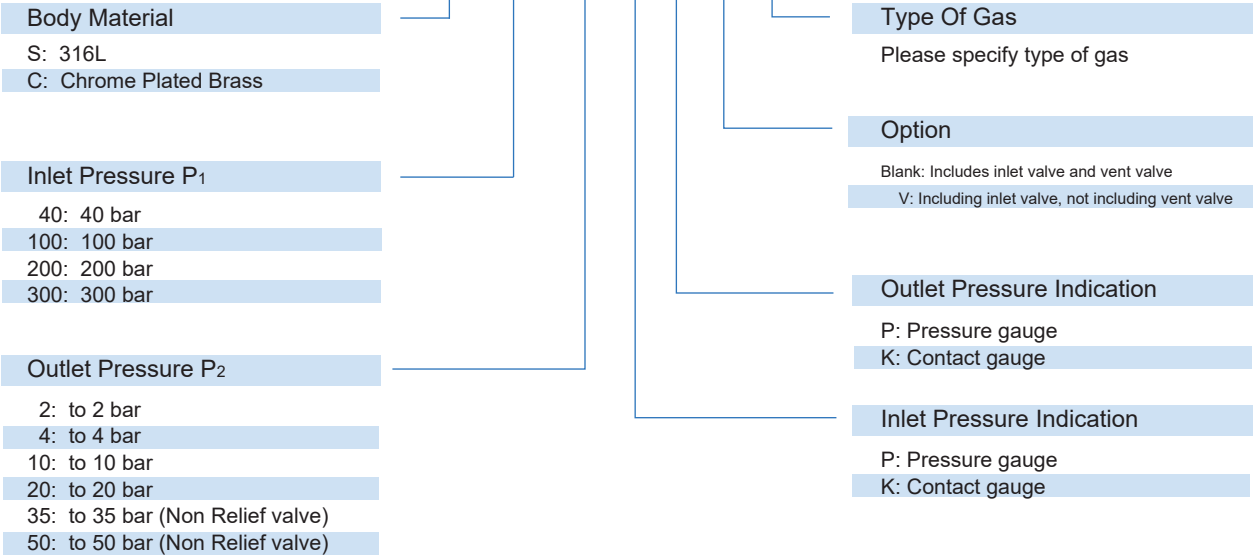 Body Material
S: 316L
C: Chrome Plated Brass
Inlet Pressure P1
40: 40 bar
100: 100 bar
200: 200 bar
300: 300 bar
Outlet Pressure P2
2: to 2 bar
4: to 4 bar
10: to 10 bar
20: to 20 bar
35: to 35 bar (Non Relief valve)
50: to 50 bar (Non Relief valve)
Type Of Gas
Please specify type of gas
Option
Blank: Includes inlet valve and vent valve
V: Including inlet valve, not including vent valve
Outlet Pressure Indication
P: Pressure gauge
K: Contact gauge
Inlet Pressure Indication
P: Pressure gauge
K: Contact gauge